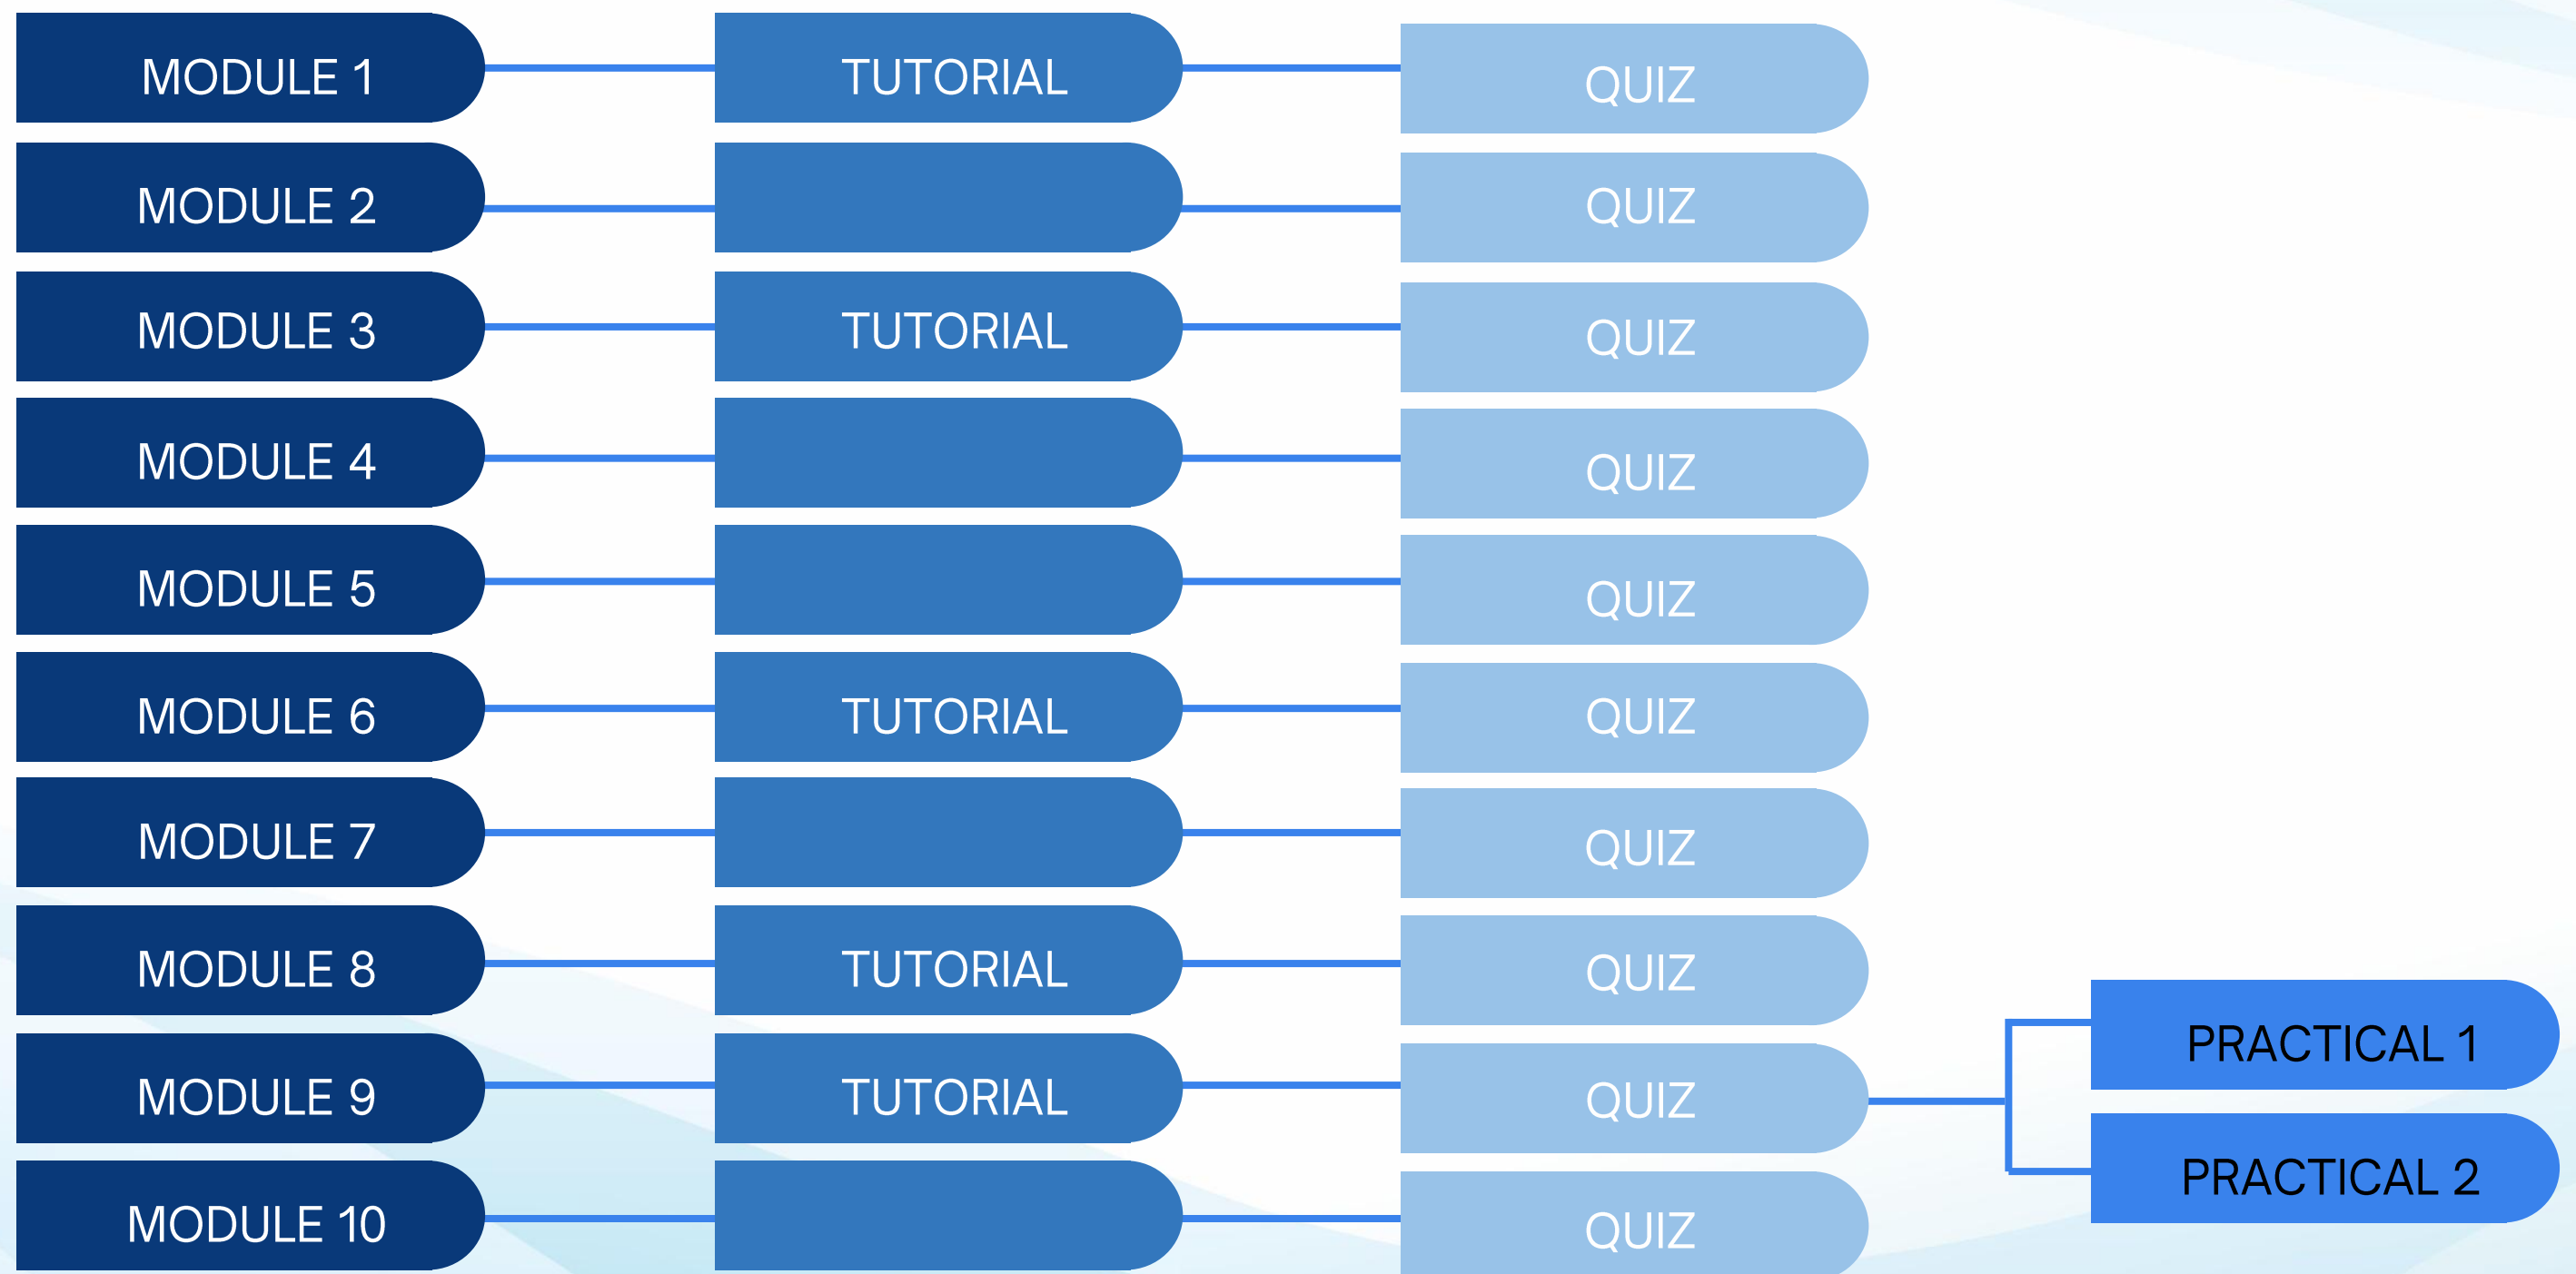 MODULE 1 TUTORIAL QUIZ
MODULE 2 QUIZ
MODULE 3 TUTORIAL QUIZ
MODULE 4 QUIZ
MODULE 5 QUIZ
MODULE 6 TUTORIAL QUIZ
MODULE 7 QUIZ
MODULE 8 TUTORIAL QUIZ
PRACTICAL 1
MODULE 9 TUTORIAL QUIZ
PRACTICAL 2
MODULE 10 QUIZ